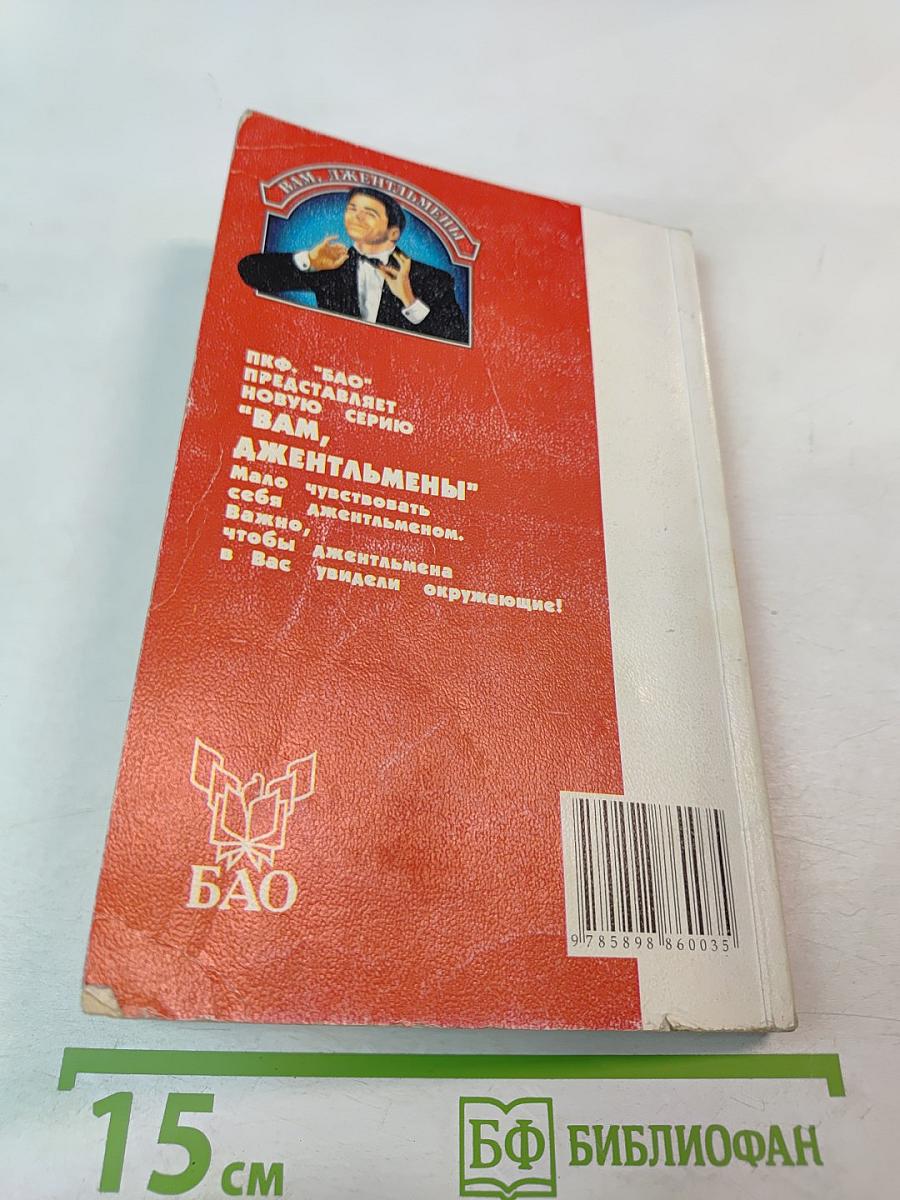 ВАМ, ДЖЕНТЛЬМЕНЫ
ПКФ. "БАО"
ПРЕДСТАВЛЯЕТ
НОВУЮ СЕРИЮ
"ВАМ,
ДЖЕНТЛЬМЕНЫ"
Мало чувствовать
себя джентльменом.
Важно,
чтобы джентльмена
в Вас увидели окружающие!
БАО
9 785898 860035
15 см
БФ БИБЛИОФАН